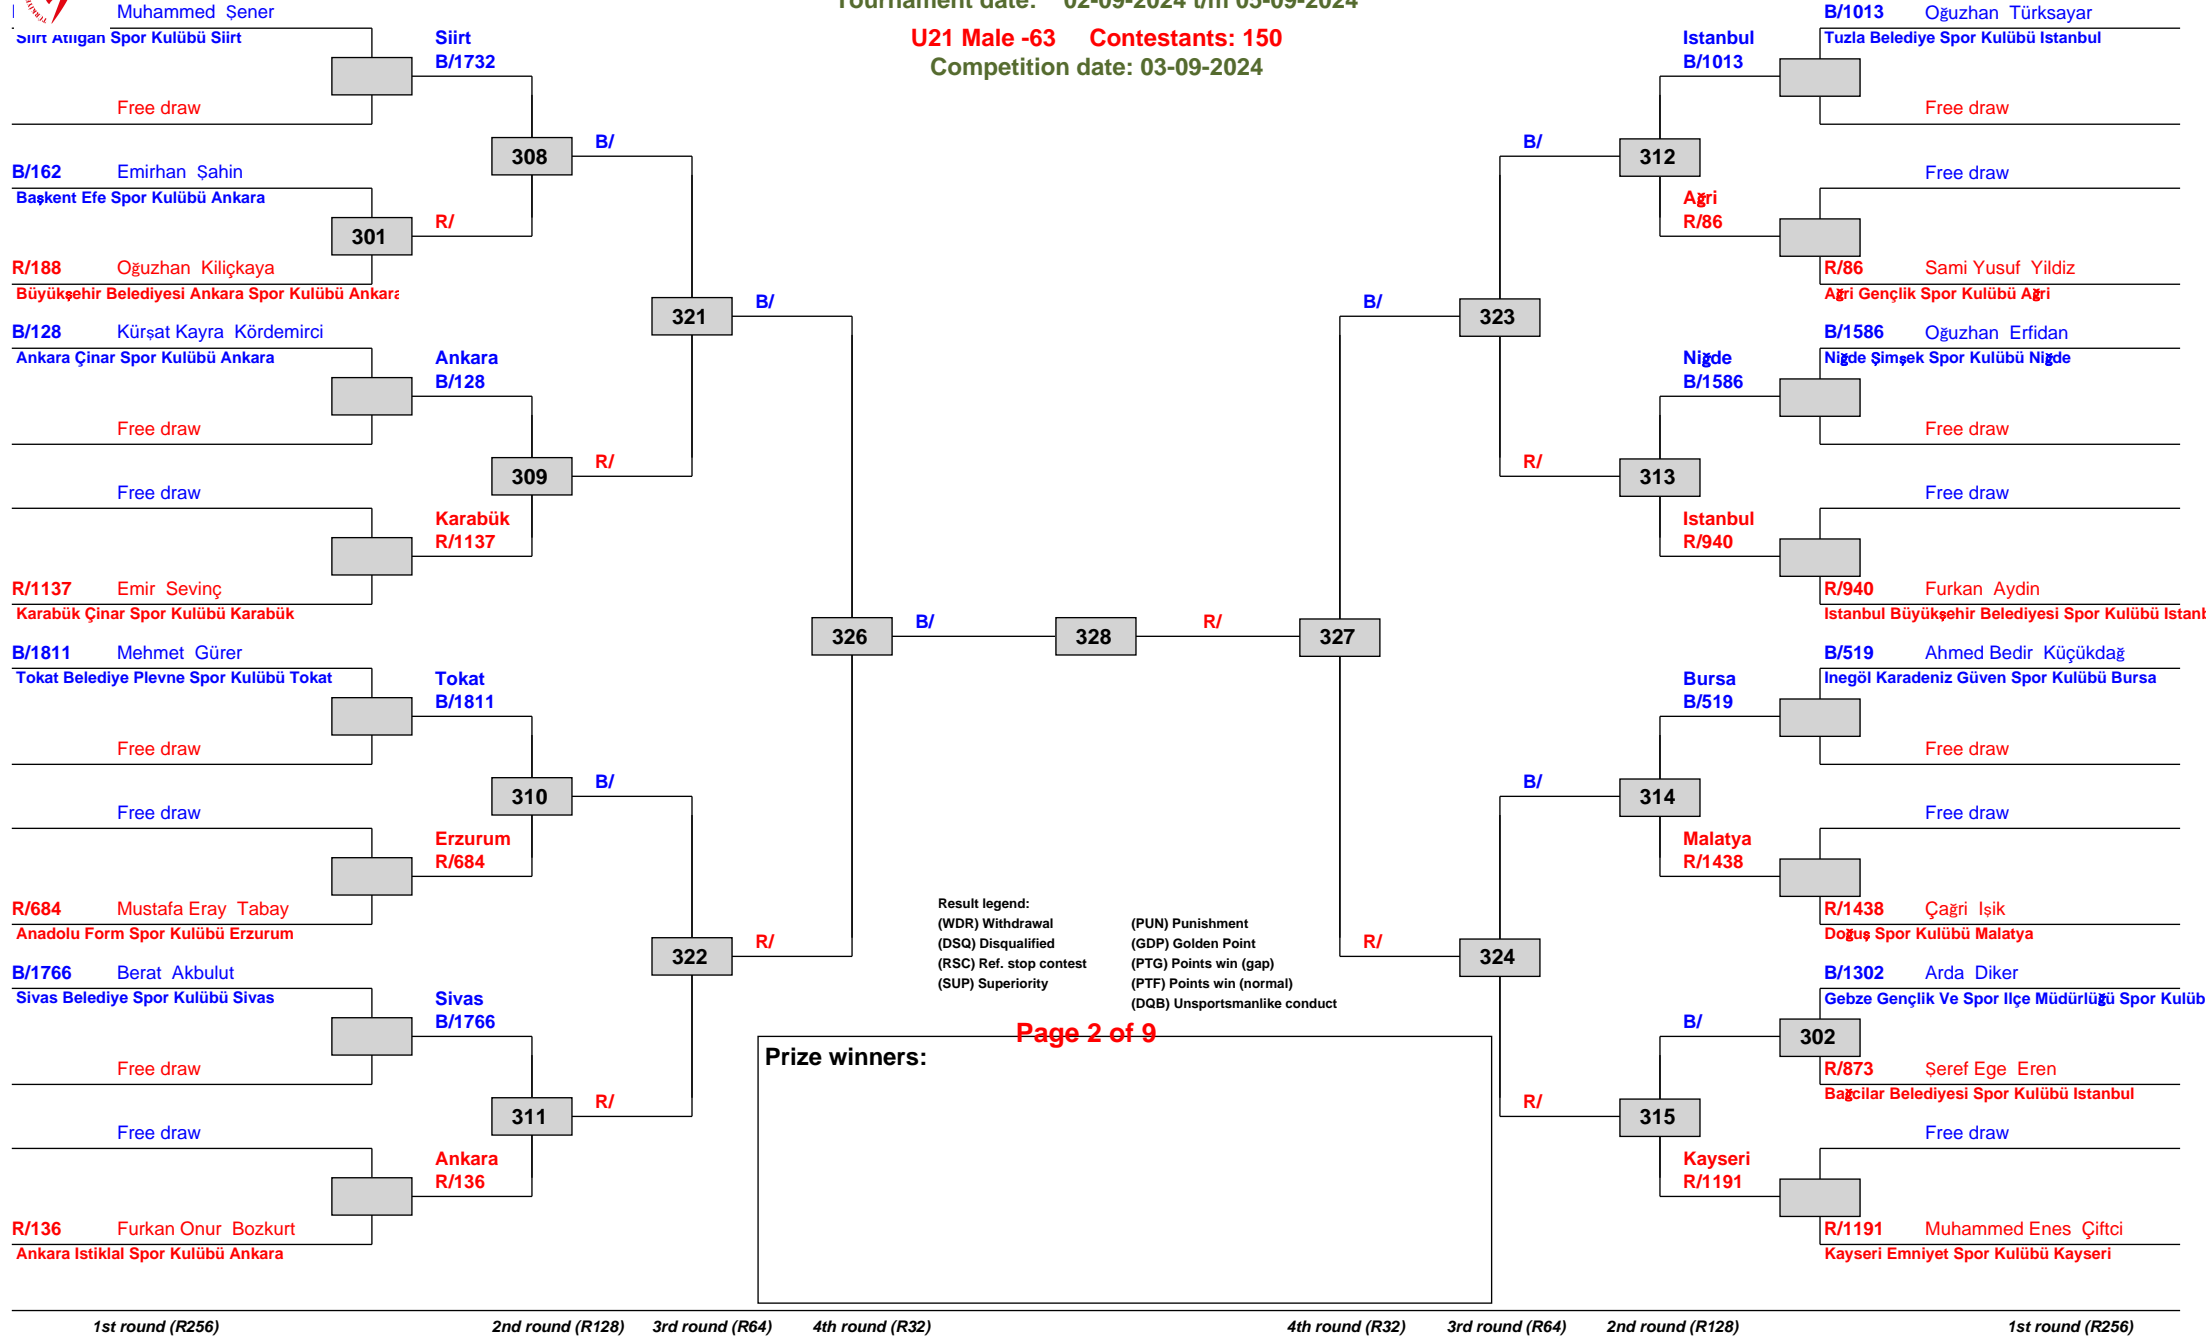 Tournament date: 02-09-2024 t/m 05-09-2024
U21 Male -63 Contestants: 150
Competition date: 03-09-2024
Muhammed Şener
Siirt Atilgan Spor Kulübü Siirt
Free draw
Siirt
B/1732
B/162 Emirhan Şahin
Başkent Efe Spor Kulübü Ankara
301
R/
R/188 Oğuzhan Kiliçkaya
Büyükşehir Belediyesi Ankara Spor Kulübü Ankara
308
B/
B/128 Kürşat Kayra Kördemirci
Ankara Çinar Spor Kulübü Ankara
Free draw
Ankara
B/128
Free draw
R/1137 Emir Sevinç
Karabük Çinar Spor Kulübü Karabük
Karabük
R/1137
309
R/
321
B/
B/1811 Mehmet Gürer
Tokat Belediye Plevne Spor Kulübü Tokat
Free draw
Tokat
B/1811
Free draw
R/684 Mustafa Eray Tabay
Anadolu Form Spor Kulübü Erzurum
Erzurum
R/684
310
B/
B/1766 Berat Akbulut
Sivas Belediye Spor Kulübü Sivas
Free draw
Sivas
B/1766
Free draw
R/136 Furkan Onur Bozkurt
Ankara Istiklal Spor Kulübü Ankara
Ankara
R/136
311
R/
322
R/
326
B/
328
R/
327
B/
323
B/
312
Istanbul
B/1013
B/1013 Oğuzhan Türksayar
Tuzla Belediye Spor Kulübü Istanbul
Free draw
Free draw
Ağri
R/86
R/86 Sami Yusuf Yildiz
Ağri Gençlik Spor Kulübü Ağri
R/
313
Niğde
B/1586
B/1586 Oğuzhan Erfidan
Niğde Şimşek Spor Kulübü Niğde
Free draw
Free draw
Istanbul
R/940
R/940 Furkan Aydin
Istanbul Büyükşehir Belediyesi Spor Kulübü Istanb
R/
324
B/
314
Bursa
B/519
B/519 Ahmed Bedir Küçükdağ
Inegöl Karadeniz Güven Spor Kulübü Bursa
Free draw
Free draw
Malatya
R/1438
R/1438 Çağri Işik
Doğuş Spor Kulübü Malatya
R/
315
B/
302
B/1302 Arda Diker
Gebze Gençlik Ve Spor Ilçe Müdürlüğü Spor Kulüb
R/873 Şeref Ege Eren
Bağcilar Belediyesi Spor Kulübü Istanbul
Free draw
Kayseri
R/1191
R/1191 Muhammed Enes Çiftci
Kayseri Emniyet Spor Kulübü Kayseri
Result legend:
(WDR) Withdrawal (PUN) Punishment
(DSQ) Disqualified (GDP) Golden Point
(RSC) Ref. stop contest (PTG) Points win (gap)
(SUP) Superiority (PTF) Points win (normal)
(DQB) Unsportsmanlike conduct
Page 2 of 9
Prize winners:
1st round (R256) 2nd round (R128) 3rd round (R64) 4th round (R32) 4th round (R32) 3rd round (R64) 2nd round (R128) 1st round (R256)